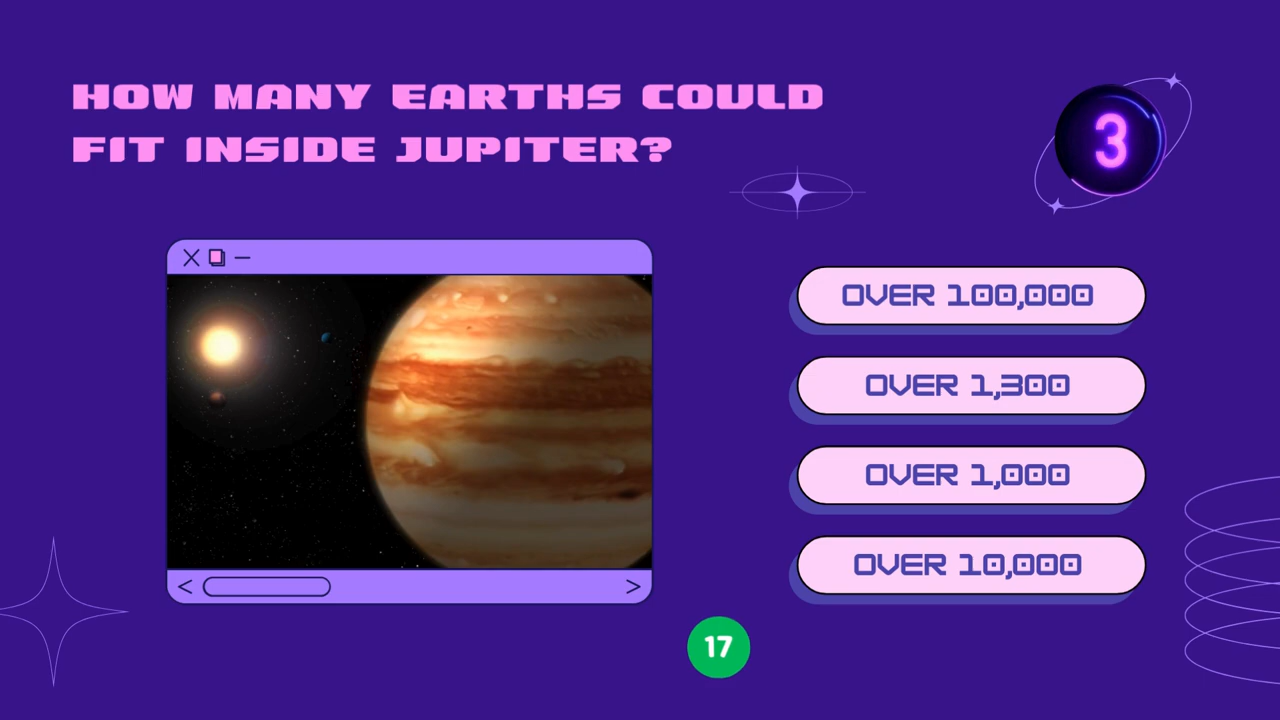 HOW MANY EARTHS COULD
FIT INSIDE JUPITER?
3
OVER 100,000
OVER 1,300
OVER 1,000
OVER 10,000
17